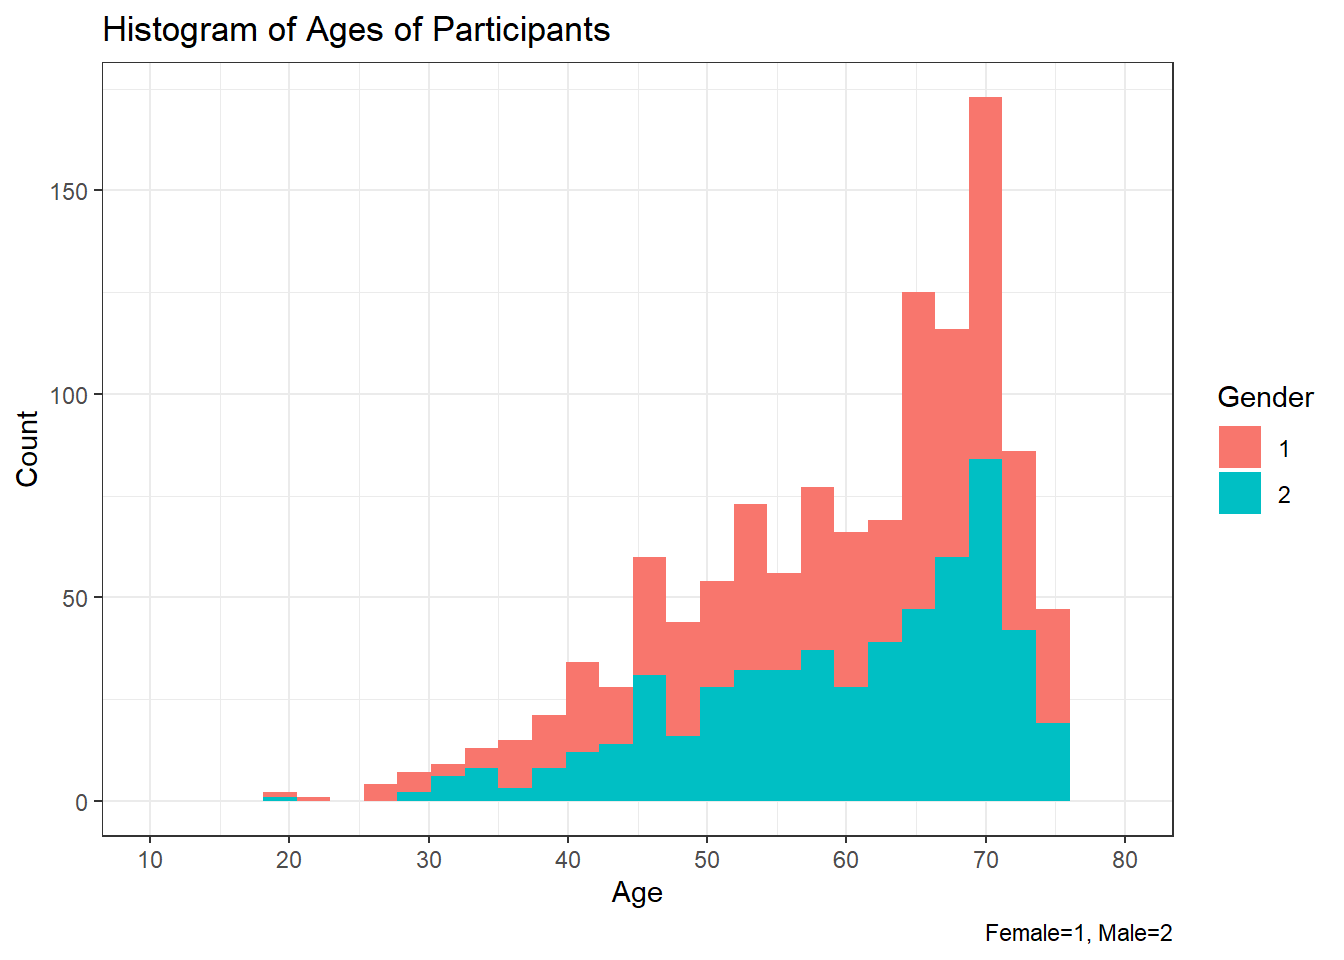 Histogram of Ages of Participants
150
100
50
0
Count
10 20 30 40 50 60 70 80
Age
Gender
1
2
Female=1, Male=2